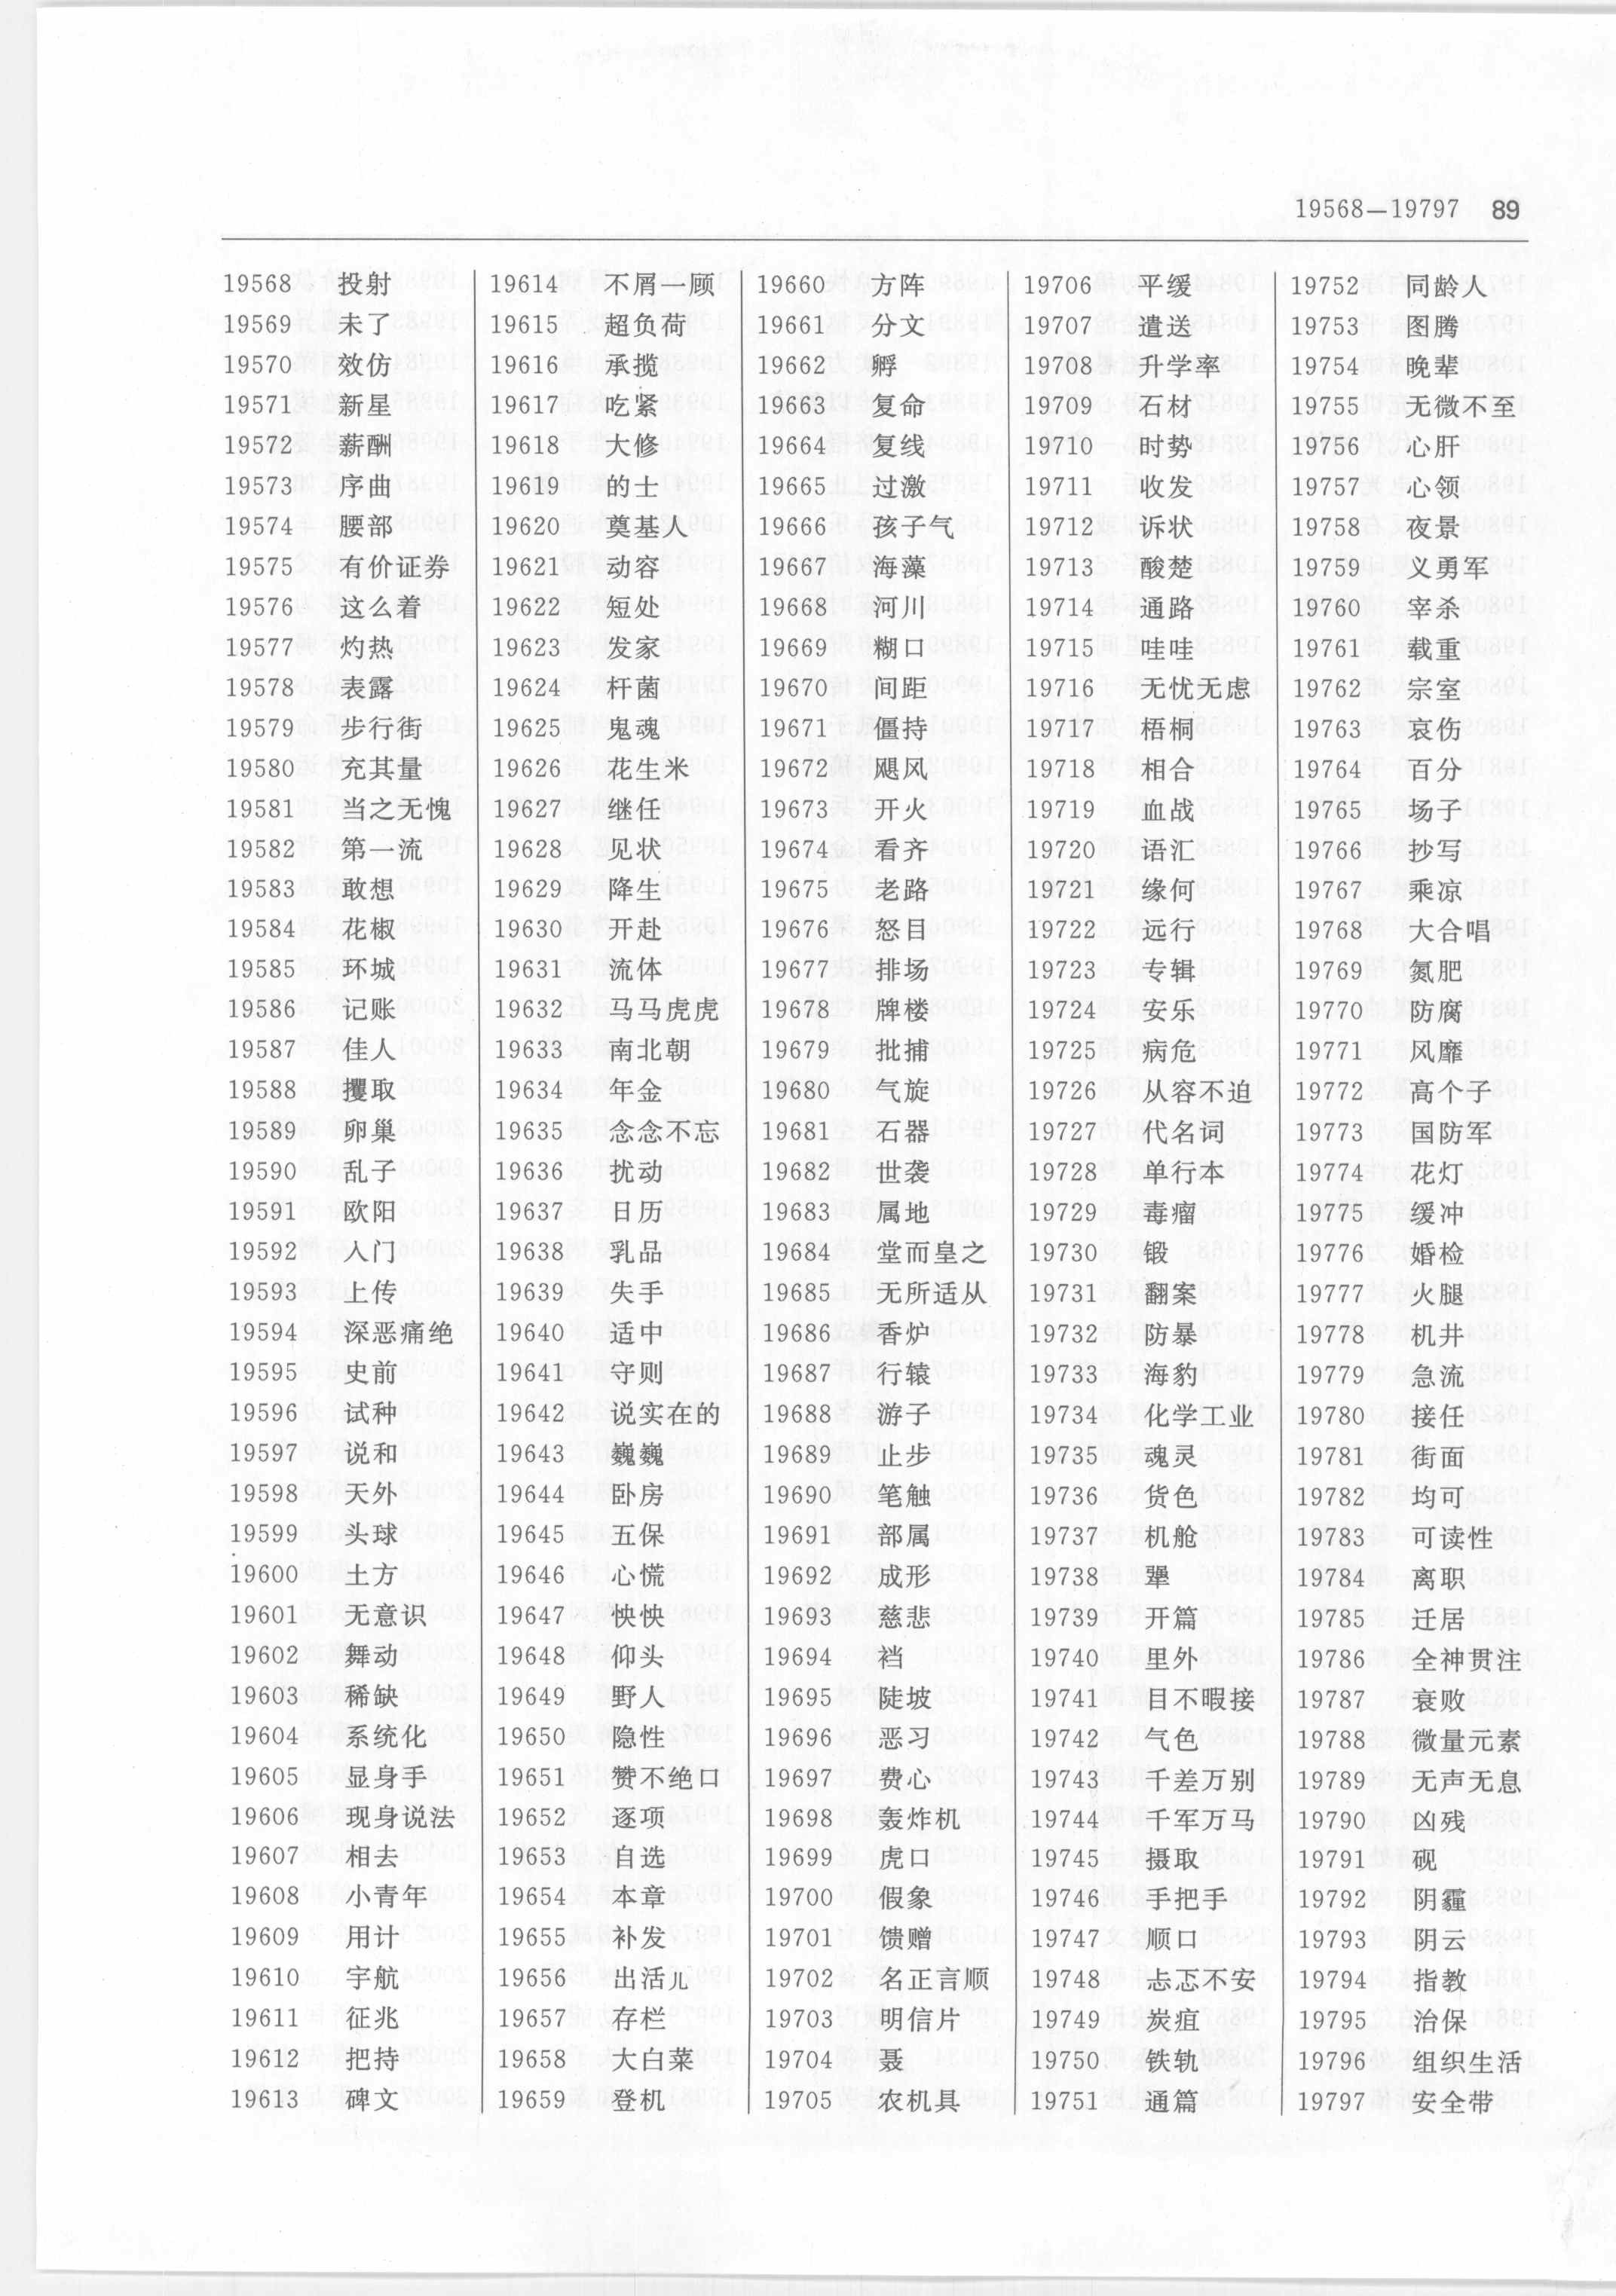 19568—19797 89
19568 投射
19569 未了
19570 效仿
19571 新星
19572 薪酬
19573 序曲
19574 腰部
19575 有价证券
19576 这么着
19577 灼热
19578 表露
19579 步行街
19580 充其量
19581 当之无愧
19582 第一流
19583 敢想
19584 花椒
19585 环城
19586 记账
19587 佳人
19588 攫取
19589 卵巢
19590 乱子
19591 欧阳
19592 入门
19593 上传
19594 深恶痛绝
19595 史前
19596 试种
19597 说和
19598 天外
19599 头球
19600 土方
19601 无意识
19602 舞动
19603 稀缺
19604 系统化
19605 显身手
19606 现身说法
19607 相去
19608 小青年
19609 用计
19610 宇航
19611 征兆
19612 把持
19613 碑文
19614 不屑一顾
19615 超负荷
19616 承揽
19617 吃紧
19618 大修
19619 的士
19620 奠基人
19621 动容
19622 短处
19623 发家
19624 杆菌
19625 鬼魂
19626 花生米
19627 继任
19628 见状
19629 降生
19630 开赴
19631 流体
19632 马马虎虎
19633 南北朝
19634 年金
19635 念念不忘
19636 扰动
19637 日历
19638 乳品
19639 失手
19640 适中
19641 守则
19642 说实在的
19643 巍巍
19644 卧房
19645 五保
19646 心慌
19647 怏怏
19648 仰头
19649 野人
19650 隐性
19651 赞不绝口
19652 逐项
19653 自选
19654 本章
19655 补发
19656 出活儿
19657 存栏
19658 大白菜
19659 登机
19660 方阵
19661 分文
19662 孵
19663 复命
19664 复线
19665 过激
19666 孩子气
19667 海藻
19668 河川
19669 糊口
19670 间距
19671 僵持
19672 飓风
19673 开火
19674 看齐
19675 老路
19676 怒目
19677 排场
19678 牌楼
19679 批捕
19680 气旋
19681 石器
19682 世袭
19683 属地
19684 堂而皇之
19685 无所适从
19686 香炉
19687 行辕
19688 游子
19689 止步
19690 笔触
19691 部属
19692 成形
19693 慈悲
19694 裆
19695 陡坡
19696 恶习
19697 费心
19698 轰炸机
19699 虎口
19700 假象
19701 馈赠
19702 名正言顺
19703 明信片
19704 聂
19705 农机具
19706 平缓
19707 遣送
19708 升学率
19709 石材
19710 时势
19711 收发
19712 诉状
19713 酸楚
19714 通路
19715 哇哇
19716 无忧无虑
19717 梧桐
19718 相合
19719 血战
19720 语汇
19721 缘何
19722 远行
19723 专辑
19724 安乐
19725 病危
19726 从容不迫
19727 代名词
19728 单行本
19729 毒瘤
19730 锻
19731 翻案
19732 防暴
19733 海豹
19734 化学工业
19735 魂灵
19736 货色
19737 机舱
19738 犟
19739 开篇
19740 里外
19741 目不暇接
19742 气色
19743 千差万别
19744 千军万马
19745 摄取
19746 手把手
19747 顺口
19748 忐忑不安
19749 炭疽
19750 铁轨
19751 通篇
19752 同龄人
19753 图腾
19754 晚辈
19755 无微不至
19756 心肝
19757 心领
19758 夜景
19759 义勇军
19760 宰杀
19761 载重
19762 宗室
19763 哀伤
19764 百分
19765 场子
19766 抄写
19767 乘凉
19768 大合唱
19769 氮肥
19770 防腐
19771 风靡
19772 高个子
19773 国防军
19774 花灯
19775 缓冲
19776 婚检
19777 火腿
19778 机井
19779 急流
19780 接任
19781 街面
19782 均可
19783 可读性
19784 离职
19785 迁居
19786 全神贯注
19787 衰败
19788 微量元素
19789 无声无息
19790 凶残
19791 砚
19792 阴霾
19793 阴云
19794 指教
19795 治保
19796 组织生活
19797 安全带